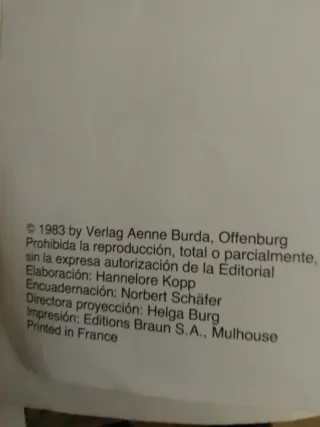 © 1983 by Verlag Aenne Burda, Offenburg
Prohibida la reproducción, total o parcialmente,
sin la expresa autorización de la Editorial
Elaboración: Hannelore Kopp
Encuadernación: Norbert Schäfer
Directora proyección: Helga Burg
Impresión: Editions Braun S.A., Mulhouse
Printed in France